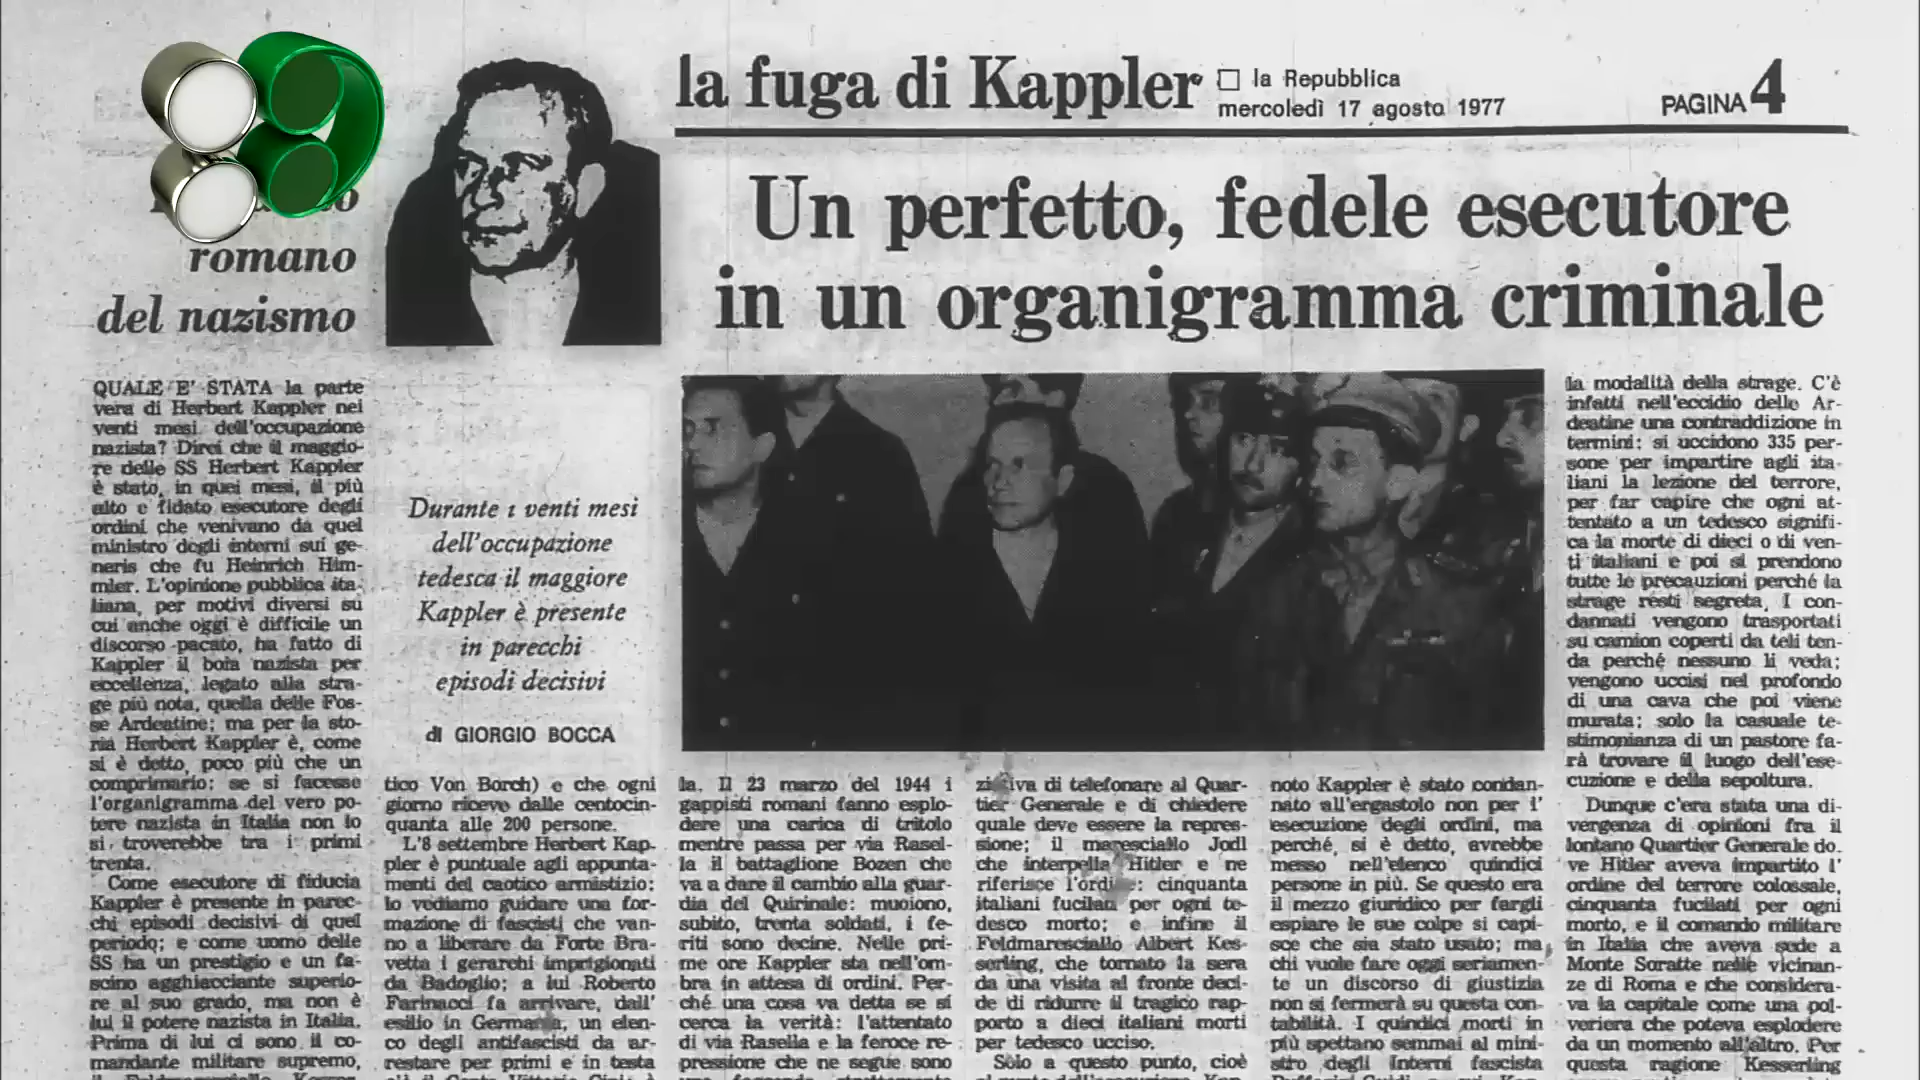 la fuga di Kappler
la Repubblica
mercoledì 17 agosto 1977
PAGINA 4
romano
del nazismo
Un perfetto, fedele esecutore
in un organigramma criminale
QUALE E' STATA la parte
vera di Herbert Kappler nei
venti mesi dell'occupazione
nazista? Direi che il maggio-
re delle SS Herbert Kappler
è stato, in quei mesi, il più
alto e fidato esecutore degli
ordini che venivano da quel
ministro degli interni sui ge-
neris che fu Heinrich Him-
mler. L'opinione pubblica ita-
liana, per motivi diversi su
cui anche oggi è difficile un
discorso pacato, ha fatto di
Kappler il boia nazista per
eccellenza, legato alla stra-
ge più nota, quella delle Fos-
se Ardeatine; ma per la sto-
ria Herbert Kappler è, come
si è detto, poco più che un
comprimario; se si facesse
l'organigramma del vero po-
tere nazista in Italia non lo
si troverebbe tra i primi
trenta.
Come esecutore di fiducia
Kappler è presente in parec-
chi episodi decisivi di quel
periodo; e come uomo delle
SS ha un prestigio e un fa-
scino agghiacciante superio-
re al suo grado, ma non è
lui il potere nazista in Italia.
Prima di lui ci sono il co-
mandante militare supremo,
Durante i venti mesi
dell'occupazione
tedesca il maggiore
Kappler è presente
in parecchi
episodi decisivi
di GIORGIO BOCCA
tico Von Borch) e che ogni
giorno riceve dalle centocin-
quanta alle 200 persone.
L'8 settembre Herbert Kap-
pler è puntuale agli appunta-
menti del caotico armistizio:
lo vediamo guidare una for-
mazione di fascisti che van-
no a liberare da Forte Bra-
vetta i gerarchi imprigionati
da Badoglio; a lui Roberto
Farinacci fa arrivare, dall'
esilio in Germania, un elen-
co degli antifascisti da ar-
restare per primi e in testa
la. Il 23 marzo del 1944 i
gappisti romani fanno esplo-
dere una carica di tritolo
mentre passa per via Rasel-
la il battaglione Bozen che
va a dare il cambio alla guar-
dia del Quirinale: muoiono,
subito, trenta soldati, i fe-
riti sono decine. Nelle pri-
me ore Kappler sta nell'om-
bra in attesa di ordini. Per-
ché una cosa va detta se si
cerca la verità: l'attentato
di via Rasella e la feroce re-
pressione che ne segue sono
va di telefonare al Quar-
tier Generale e di chiedere
quale deve essere la repres-
sione; il maresciallo Jodl
che interpella Hitler e ne
riferisce l'ordine: cinquanta
italiani fucilati per ogni te-
desco morto; e infine il
Feldmaresciallo Albert Kes-
serling, che tornato la sera
da una visita al fronte deci-
de di ridurre il tragico rap-
porto a dieci italiani morti
per tedesco ucciso.
Solo a questo punto, cioè
noto Kappler è stato condan-
nato all'ergastolo non per l'
esecuzione degli ordini, ma
perché, si è detto, avrebbe
messo nell'elenco quindici
persone in più. Se questo era
il mezzo giuridico per fargli
espiare le sue colpe si capi-
sce che sia stato usato; ma
chi vuole fare oggi seriamen-
te un discorso di giustizia
non si fermerà su questa con-
tabilità. I quindici morti in
più spettano semmai al mini-
stro degli Interni fascista
la modalità della strage. C'è
infatti nell'eccidio delle Ar-
deatine una contraddizione in
termini: si uccidono 335 per-
sone per impartire agli ita-
liani la lezione del terrore,
per far capire che ogni at-
tentato a un tedesco signifi-
ca la morte di dieci o di ven-
ti italiani e poi si prendono
tutte le precauzioni perché la
strage resti segreta. I con-
dannati vengono trasportati
su camion coperti da teli ten-
da perché nessuno li veda;
vengono uccisi nel profondo
di una cava che poi viene
murata; solo la casuale te-
stimonianza di un pastore fa-
rà trovare il luogo dell'ese-
cuzione e della sepoltura.
Dunque c'era stata una di-
vergenza di opinioni fra il
lontano Quartier Generale do-
ve Hitler aveva impartito l'
ordine del terrore colossale,
cinquanta fucilati per ogni
morto, e il comando militare
in Italia che aveva sede a
Monte Soratte nelle vicinan-
ze di Roma e che considera-
va la capitale come una pol-
veriera che poteva esplodere
da un momento all'altro. Per
questa ragione Kesserling